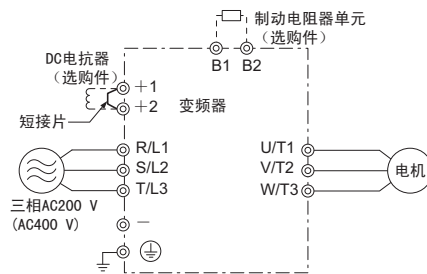 制动电阻器单元
(选购件)
B1 B2
DC电抗器
(选购件)
+1
+2
变频器
短接片
R/L1
S/L2
T/L3
U/T1
V/T2
W/T3
电机
三相AC200 V
(AC400 V)
−